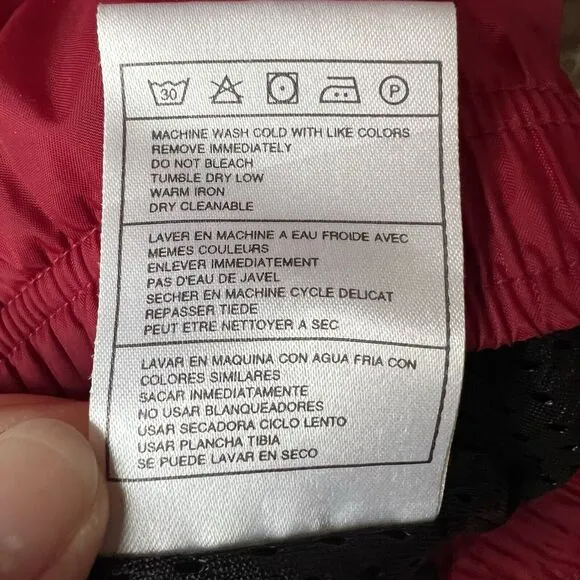 30 P
MACHINE WASH COLD WITH LIKE COLORS
REMOVE IMMEDIATELY
DO NOT BLEACH
TUMBLE DRY LOW
WARM IRON
DRY CLEANABLE
LAVER EN MACHINE A EAU FROIDE AVEC
MEMES COULEURS
ENLEVER IMMEDIATEMENT
PAS D'EAU DE JAVEL
SECHER EN MACHINE CYCLE DELICAT
REPASSER TIEDE
PEUT ETRE NETTOYER A SEC
LAVAR EN MAQUINA CON AGUA FRIA CON
COLORES SIMILARES
SACAR INMEDIATAMENTE
NO USAR BLANQUEADORES
USAR SECADORA CICLO LENTO
USAR PLANCHA TIBIA
SE PUEDE LAVAR EN SECO